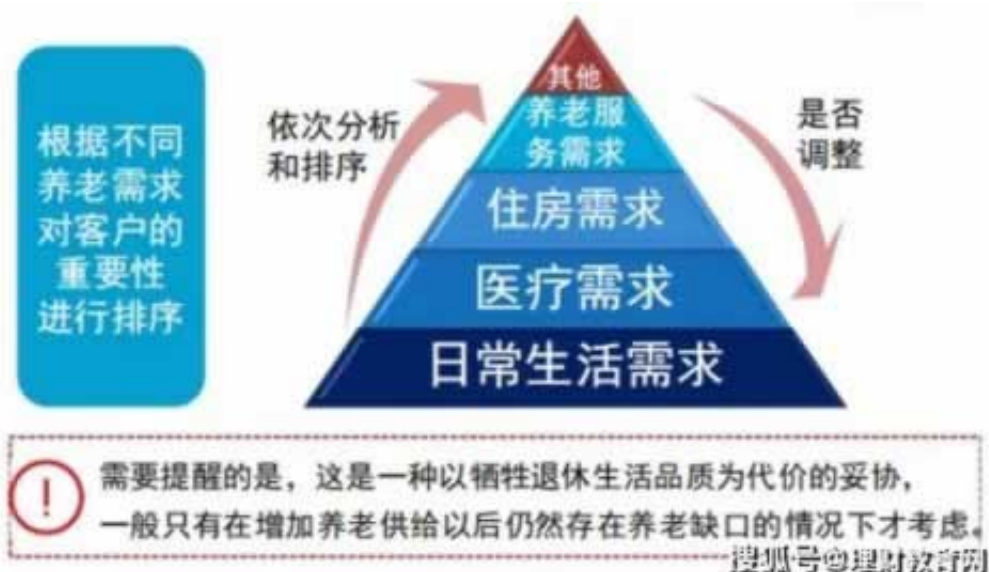 根据不同
养老需求
对客户的
重要性
进行排序
依次分析
和排序
其他
养老服
务需求
住房需求
医疗需求
日常生活需求
是否
调整
!
需要提醒的是，这是一种以牺牲退休生活品质为代价的妥协，
一般只有在增加养老供给以后仍然存在养老缺口的情况下才考虑。
搜狐号@理财教育网